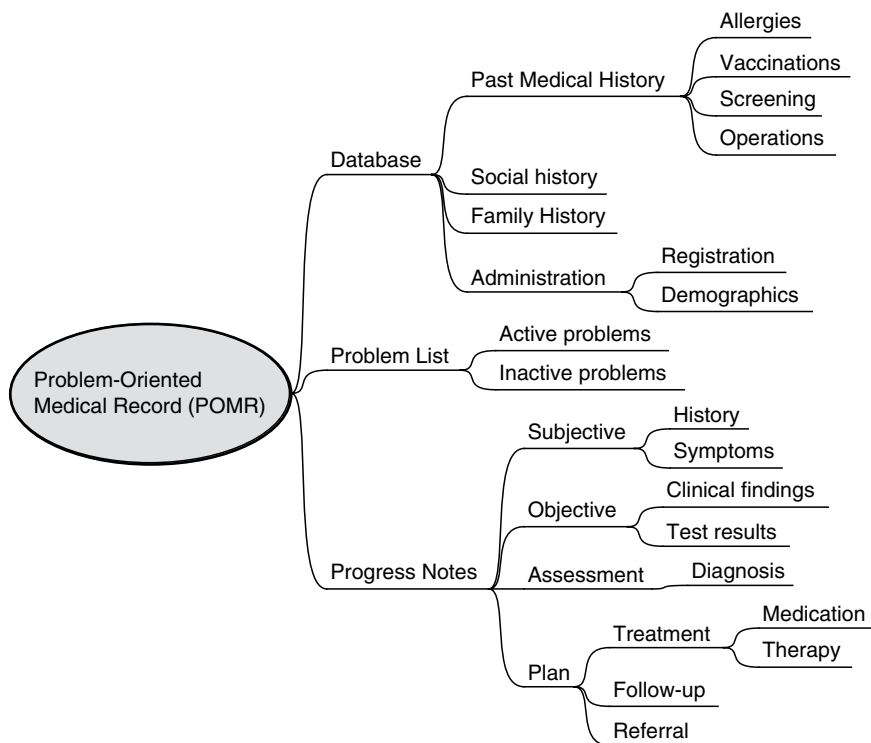 Problem-Oriented
Medical Record (POMR)
Database
Past Medical History
Allergies
Vaccinations
Screening
Operations
Social history
Family History
Administration
Registration
Demographics
Problem List
Active problems
Inactive problems
Progress Notes
Subjective
History
Symptoms
Objective
Clinical findings
Test results
Assessment
Diagnosis
Plan
Treatment
Medication
Therapy
Follow-up
Referral